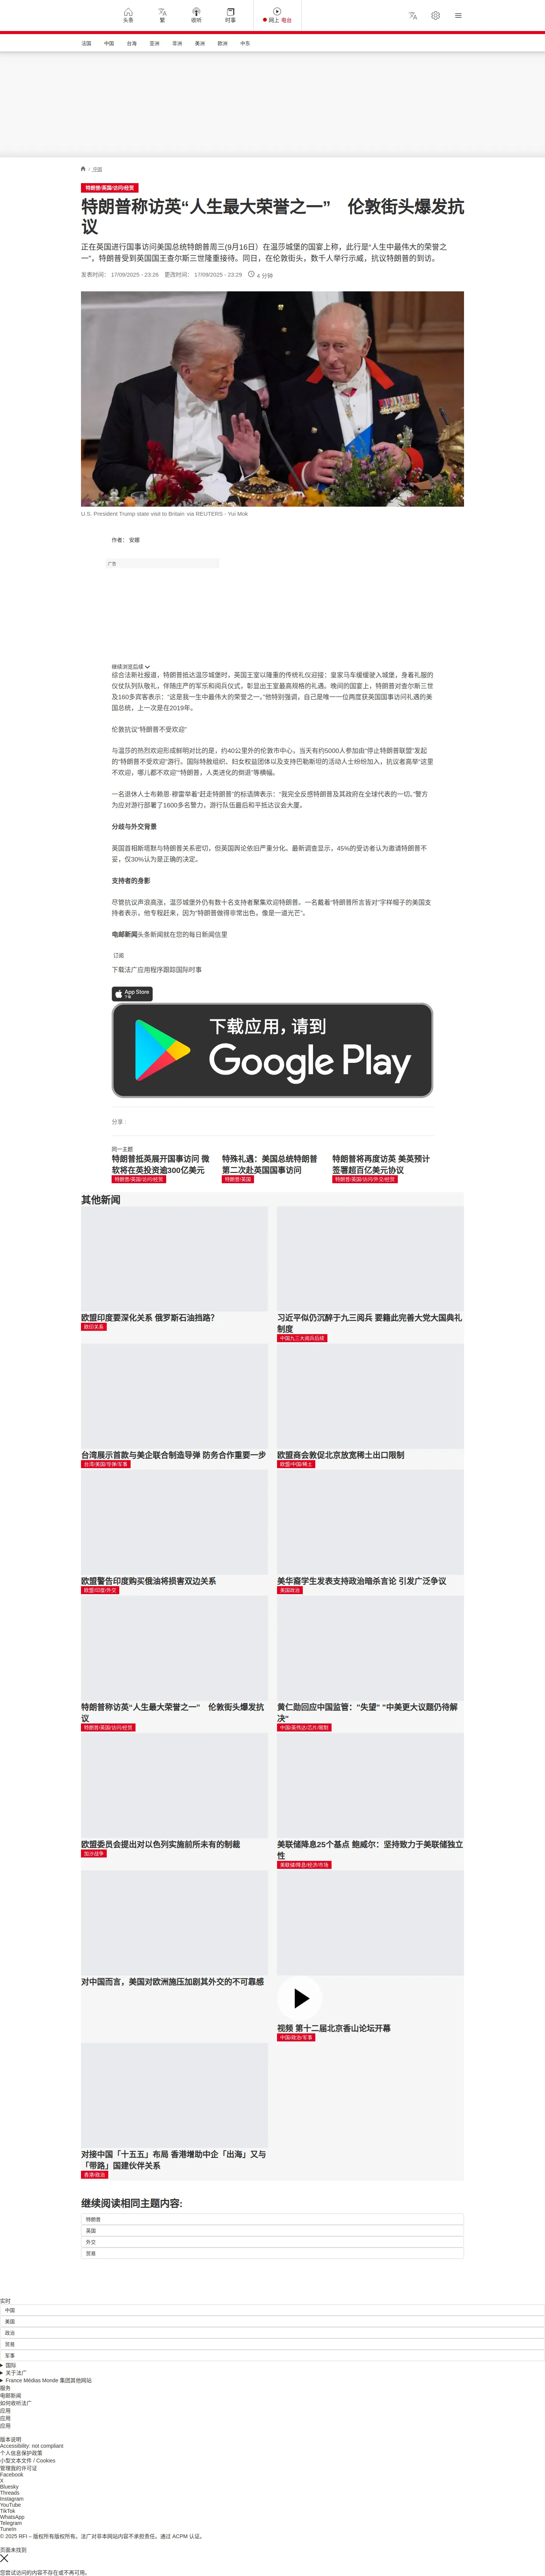 头条
繁
收听
时事
网上 电台
法国 中国 台湾 亚洲 非洲 美洲 欧洲 中东
/ 中国
特朗普/英国/访问/经贸
特朗普称访英“人生最大荣誉之一” 伦敦街头爆发抗
议
正在英国进行国事访问美国总统特朗普周三(9月16日）在温莎城堡的国宴上称，此行是“人生中最伟大的荣誉之
一”，特朗普受到英国国王查尔斯三世隆重接待。同日，在伦敦街头，数千人举行示威，抗议特朗普的到访。
发表时间： 17/09/2025 - 23:26 更改时间： 17/09/2025 - 23:29 4 分钟
U.S. President Trump state visit to Britain via REUTERS - Yui Mok
作者： 安娜
广告
继续浏览后续
综合法新社报道，特朗普抵达温莎城堡时，英国王室以隆重的传统礼仪迎接：皇家马车缓缓驶入城堡，身着礼服的
仪仗队列队敬礼，伴随庄严的军乐和阅兵仪式，彰显出王室最高规格的礼遇。晚间的国宴上，特朗普对查尔斯三世
及160多宾客表示：“这是我一生中最伟大的荣誉之一。”他特别强调，自己是唯一一位两度获英国国事访问礼遇的美
国总统，上一次是在2019年。
伦敦抗议“特朗普不受欢迎”
与温莎的热烈欢迎形成鲜明对比的是，约40公里外的伦敦市中心，当天有约5000人参加由“停止特朗普联盟”发起
的“特朗普不受欢迎”游行。国际特赦组织、妇女权益团体以及支持巴勒斯坦的活动人士纷纷加入，抗议者高举“这里
不欢迎，哪儿都不欢迎”“特朗普，人类进化的倒退”等横幅。
一名退休人士布赖恩·穆雷举着“赶走特朗普”的标语牌表示：“我完全反感特朗普及其政府在全球代表的一切。”警方
为应对游行部署了1600多名警力，游行队伍最后和平抵达议会大厦。
分歧与外交背景
英国首相斯塔默与特朗普关系密切，但英国舆论依旧严重分化。最新调查显示，45%的受访者认为邀请特朗普不
妥，仅30%认为是正确的决定。
支持者的身影
尽管抗议声浪高涨，温莎城堡外仍有数十名支持者聚集欢迎特朗普。一名戴着“特朗普所言皆对”字样帽子的美国支
持者表示，他专程赶来，因为“特朗普做得非常出色，像是一道光芒”。
电邮新闻头条新闻就在您的每日新闻信里
订阅
下载法广应用程序跟踪国际时事
App Store
下载
下载应用，请到
Google Play
分享 :
同一主题
特朗普抵英展开国事访问 微
软将在英投资逾300亿美元
特朗普/英国/访问/经贸
特殊礼遇：美国总统特朗普
第二次赴英国国事访问
特朗普/英国
特朗普将再度访英 美英预计
签署超百亿美元协议
特朗普/英国/访问/外交/经贸
其他新闻
欧盟印度要深化关系 俄罗斯石油挡路？
欧印关系
习近平似仍沉醉于九三阅兵 要籍此完善大党大国典礼
制度
中国九三大阅兵后续
台湾展示首款与美企联合制造导弹 防务合作重要一步
台湾/美国/导弹/军事
欧盟商会敦促北京放宽稀土出口限制
欧盟/中国/稀土
欧盟警告印度购买俄油将损害双边关系
欧盟/印度/外交
美华裔学生发表支持政治暗杀言论 引发广泛争议
美国政治
特朗普称访英“人生最大荣誉之一” 伦敦街头爆发抗
议
特朗普/英国/访问/经贸
黄仁勋回应中国监管：“失望” “中美更大议题仍待解
决”
中国/英伟达/芯片/限制
欧盟委员会提出对以色列实施前所未有的制裁
加沙战争
美联储降息25个基点 鲍威尔：坚持致力于美联储独立
性
美联储/降息/经济/市场
对中国而言，美国对欧洲施压加剧其外交的不可靠感
视频 第十二届北京香山论坛开幕
中国/政治/军事
对接中国「十五五」布局 香港增助中企「出海」又与
「带路」国建伙伴关系
香港/政治
继续阅读相同主题内容:
特朗普
英国
外交
贸易
实时
中国
美国
政治
贸易
军事
国际
关于法广
France Médias Monde 集团其他网站
服务
电邮新闻
如何收听法广
应用
应用
应用
版本说明
Accessibility: not compliant
个人信息保护政策
小型文本文件 / Cookies
管理我的许可证
Facebook
X
Bluesky
Threads
Instagram
YouTube
TikTok
WhatsApp
Telegram
TuneIn
© 2025 RFI – 版权所有版权所有。法广对非本网站内容不承担责任。通过 ACPM 认证。
页面未找到
您尝试访问的内容不存在或不再可用。